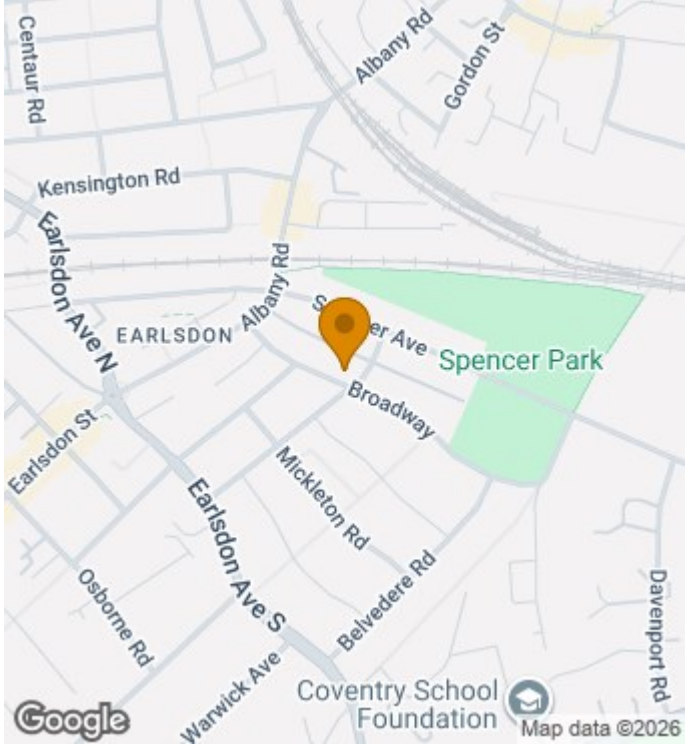 Centaur Rd
Albany Rd
Gordon St
Kensington Rd
Earlsdon Ave N
Albany Rd
EARLSDON
Ave
Spencer Park
Broadway
Earlsdon St
Mickleton Rd
Earlsdon Ave S
Osborne Rd
Belvedere Rd
Davenport Rd
Warwick Ave
Coventry School
Foundation
Google
Map data ©2026